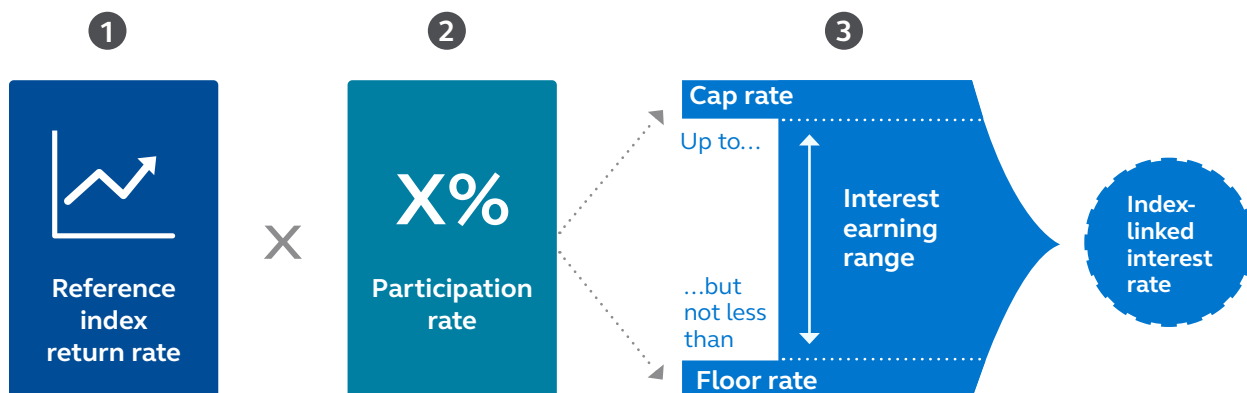 1
2
3
Reference
index
return rate
X
X%
Participation
rate
Cap rate
Up to...
Interest
earning
range
...but
not less
than
Floor rate
Index-
linked
interest
rate